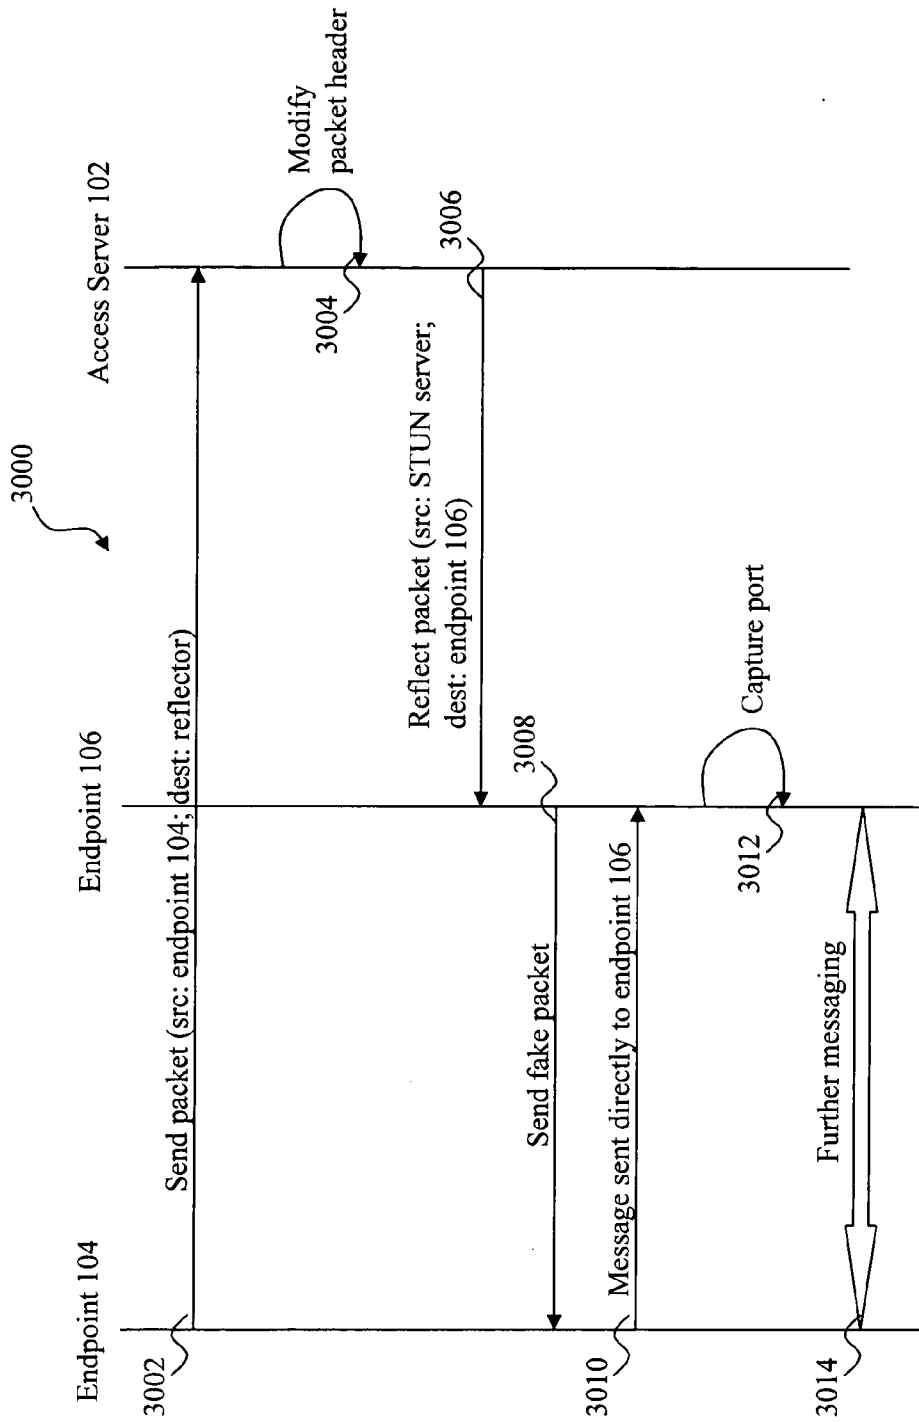 3000
Endpoint 104
Endpoint 106
Access Server 102
3002
Send packet (src: endpoint 104; dest: reflector)
Modify
packet header
3004
3006
Reflect packet (src: STUN server;
dest: endpoint 106)
3008
Send fake packet
3010
Message sent directly to endpoint 106
Capture port
3012
3014
Further messaging